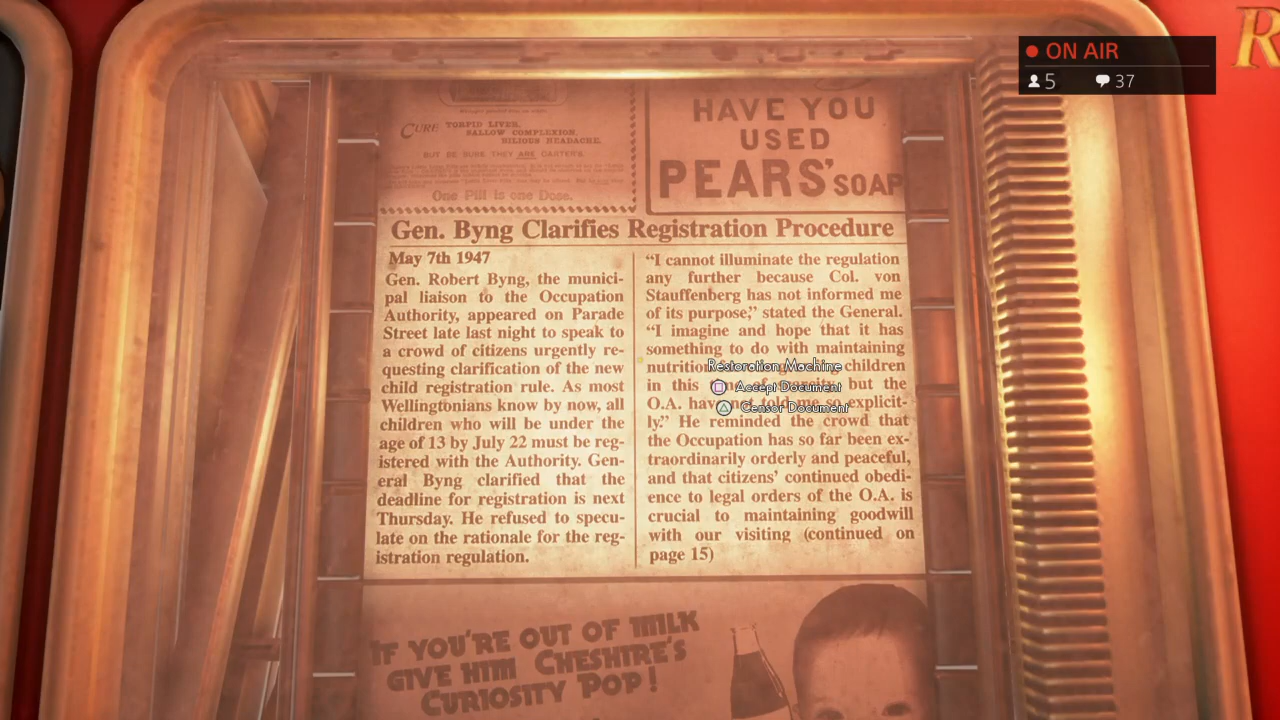 R
ON AIR
5 37
CURE TORPID LIVER,
SALLOW COMPLEXION,
BILIOUS HEADACHE.
BUT BE SURE THEY ARE CARTER'S.
One Pill is one Dose.
HAVE YOU
USED
PEARS' SOAP
Gen. Byng Clarifies Registration Procedure
May 7th 1947
Gen. Robert Byng, the munici-
pal liaison to the Occupation
Authority, appeared on Parade
Street late last night to speak to
a crowd of citizens urgently re-
questing clarification of the new
child registration rule. As most
Wellingtonians know by now, all
children who will be under the
age of 13 by July 22 must be reg-
istered with the Authority. Gen-
eral Byng clarified that the
deadline for registration is next
Thursday. He refused to specu-
late on the rationale for the reg-
istration regulation.
“I cannot illuminate the regulation
any further because Col. von
Stauffenberg has not informed me
of its purpose,” stated the General.
“I imagine and hope that it has
something to do with maintaining
children
in this but the
O.A. have not told me so explicit-
ly.” He reminded the crowd that
the Occupation has so far been ex-
traordinarily orderly and peaceful,
and that citizens’ continued obedi-
ence to legal orders of the O.A. is
crucial to maintaining goodwill
with our visiting (continued on
page 15)
Restoration Machine
Accept Document
Censor Document
IF YOU'RE OUT OF MILK
GIVE HIM CHESHIRE'S
CURIOSITY POP!